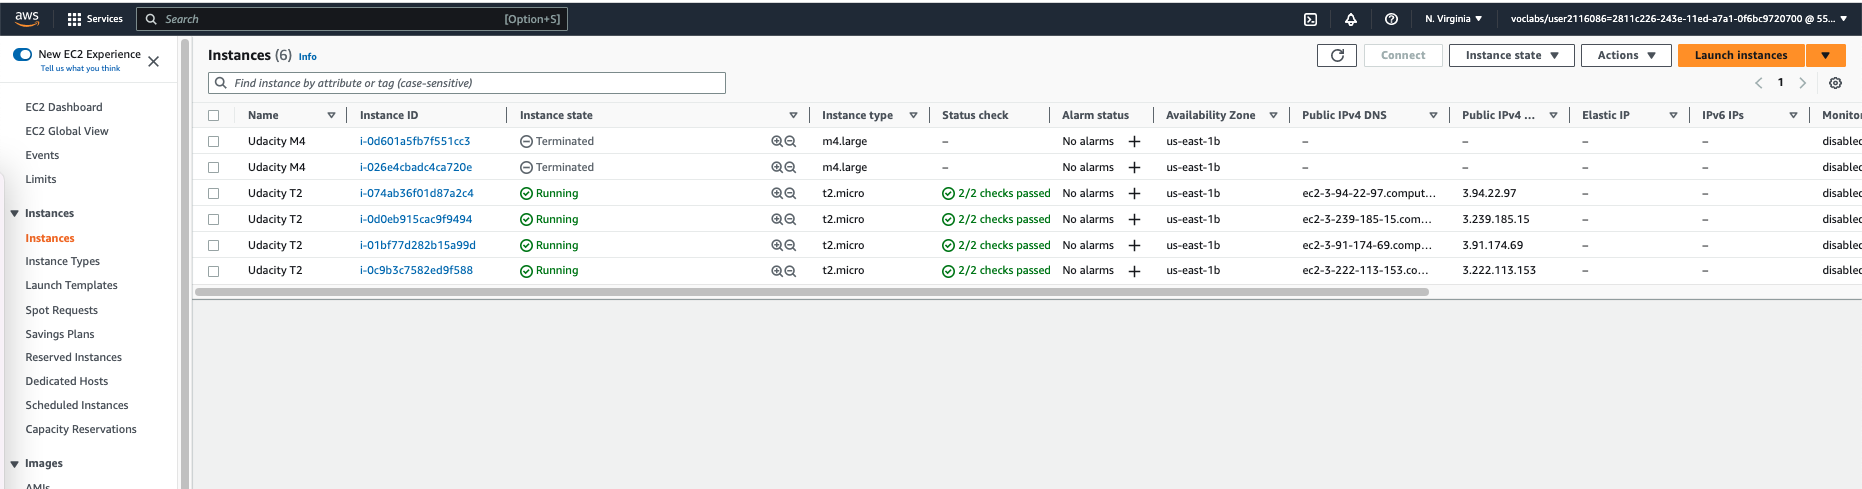 aws Services Search [Option+S] N. Virginia voclabs/user2116086=2811c226-243e-11ed-a7a1-0f6bc9720700 @ 55...
New EC2 Experience
Tell us what you think
EC2 Dashboard
EC2 Global View
Events
Limits
Instances
Instances
Instance Types
Launch Templates
Spot Requests
Savings Plans
Reserved Instances
Dedicated Hosts
Scheduled Instances
Capacity Reservations
Images
AMIs
Instances (6) Info Connect Instance state Actions Launch instances
Find instance by attribute or tag (case-sensitive) 1
Name Instance ID Instance state Instance type Status check Alarm status Availability Zone Public IPv4 DNS Public IPv4 ... Elastic IP IPv6 IPs Monitor
Udacity M4 i-0d601a5fb7f551cc3 Terminated m4.large – No alarms + us-east-1b – – – – disabled
Udacity M4 i-026e4cbadc4ca720e Terminated m4.large – No alarms + us-east-1b – – – – disabled
Udacity T2 i-074ab36f01d87a2c4 Running t2.micro 2/2 checks passed No alarms + us-east-1b ec2-3-94-22-97.comput... 3.94.22.97 – – disabled
Udacity T2 i-0d0eb915cac9f9494 Running t2.micro 2/2 checks passed No alarms + us-east-1b ec2-3-239-185-15.com... 3.239.185.15 – – disabled
Udacity T2 i-01bf77d282b15a99d Running t2.micro 2/2 checks passed No alarms + us-east-1b ec2-3-91-174-69.comp... 3.91.174.69 – – disabled
Udacity T2 i-0c9b3c7582ed9f588 Running t2.micro 2/2 checks passed No alarms + us-east-1b ec2-3-222-113-153.co... 3.222.113.153 – – disabled